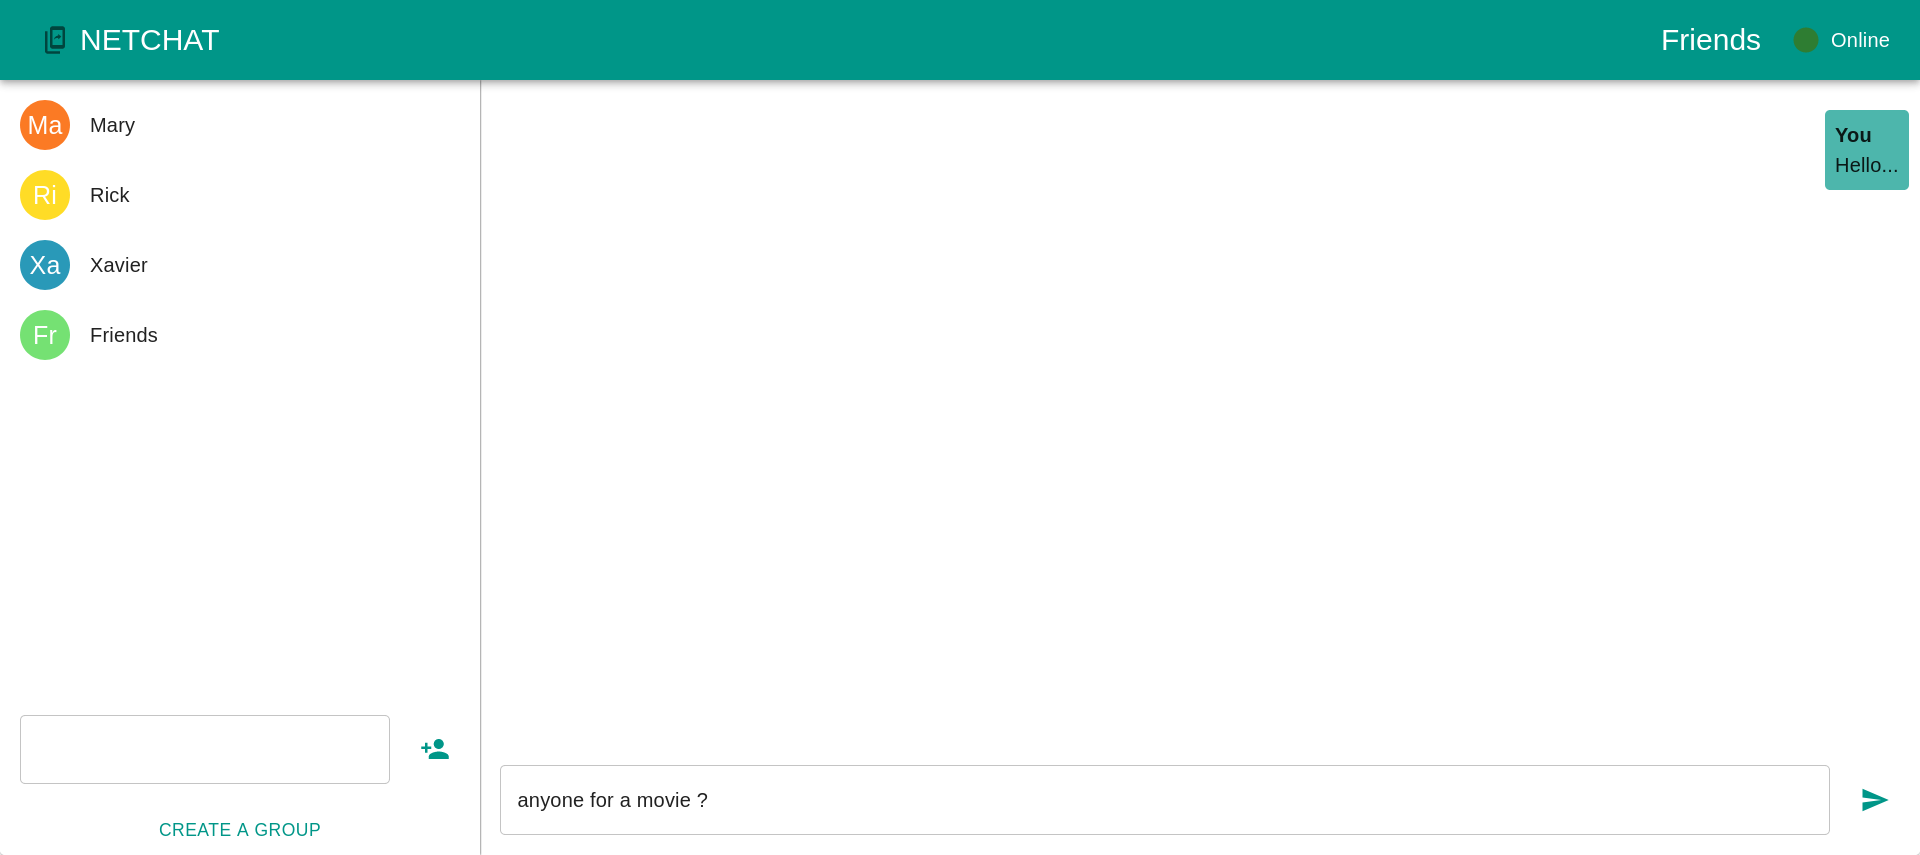 NETCHAT
Friends
Online
Ma
Mary
Ri
Rick
Xa
Xavier
Fr
Friends
CREATE A GROUP
You
Hello...
anyone for a movie ?